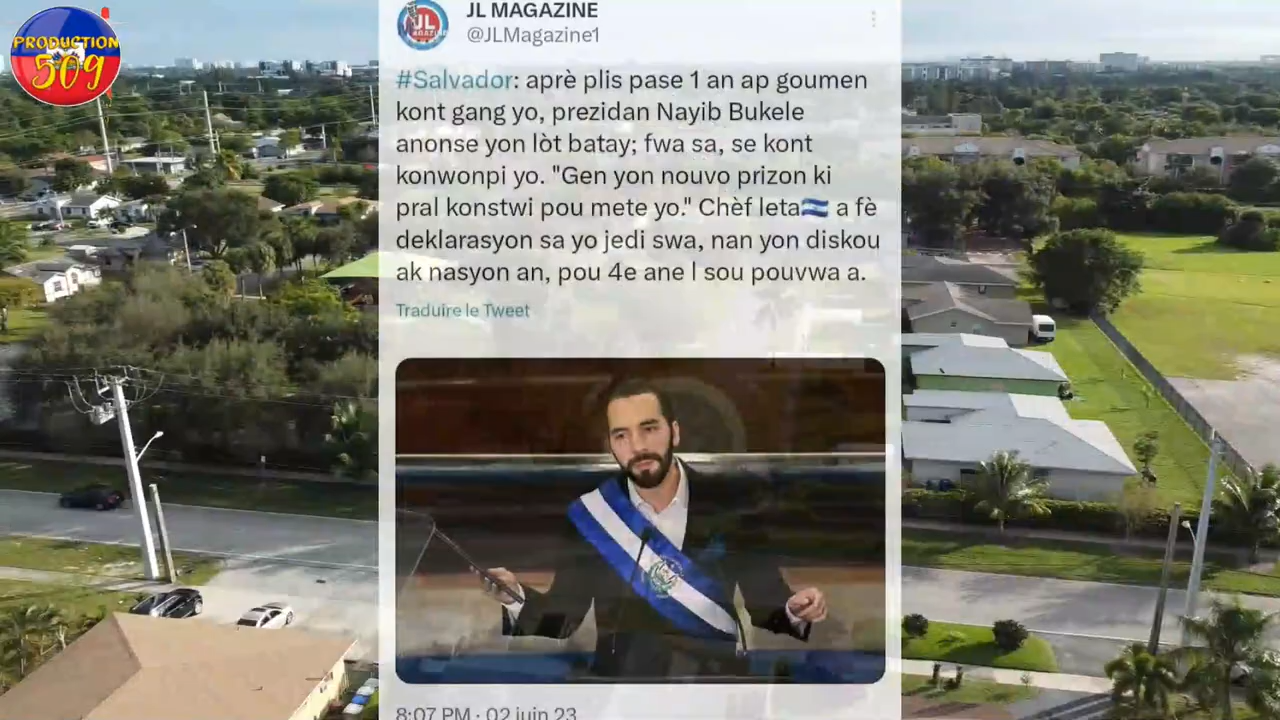 PRODUCTION
509
JL MAGAZINE
@JLMagazine1
#Salvador: aprè plis pase 1 an ap goumen
kont gang yo, prezidan Nayib Bukele
anonse yon lòt batay; fwa sa, se kont
konwonpi yo. "Gen yon nouvo prizon ki
pral konstwi pou mete yo." Chèf leta🇸🇻 a fè
deklarasyon sa yo jedi swa, nan yon diskou
ak nasyon an, pou 4e ane l sou pouvwa a.
Traduire le Tweet
8:07 PM · 02 juin 23